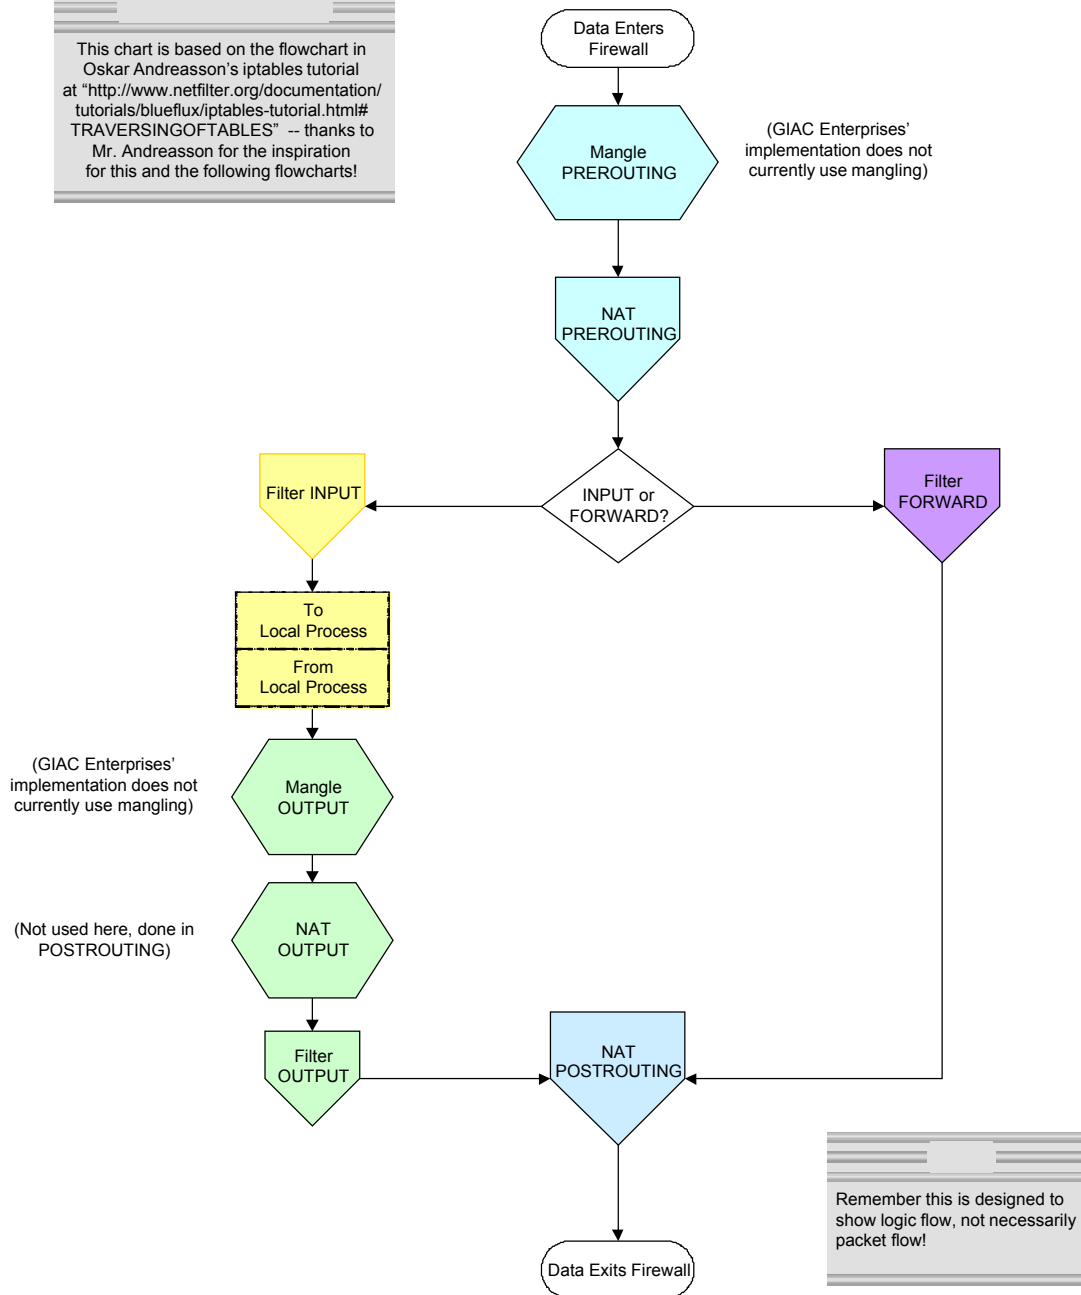 This chart is based on the flowchart in
Oskar Andreasson's iptables tutorial
at “http://www.netfilter.org/documentation/
tutorials/blueflux/iptables-tutorial.html#
TRAVERSINGOFTABLES” -- thanks to
Mr. Andreasson for the inspiration
for this and the following flowcharts!
Data Enters
Firewall
Mangle
PREROUTING
(GIAC Enterprises’
implementation does not
currently use mangling)
NAT
PREROUTING
Filter INPUT
INPUT or
FORWARD?
Filter
FORWARD
To
Local Process
From
Local Process
(GIAC Enterprises’
implementation does not
currently use mangling)
Mangle
OUTPUT
(Not used here, done in
POSTROUTING)
NAT
OUTPUT
Filter
OUTPUT
NAT
POSTROUTING
Remember this is designed to
show logic flow, not necessarily
packet flow!
Data Exits Firewall